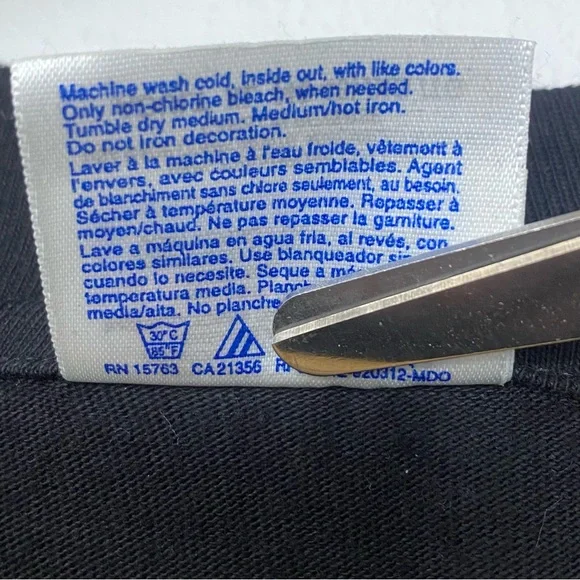 Machine wash cold, inside out, with like colors.
Only non-chlorine bleach, when needed.
Tumble dry medium. Medium/hot iron.
Do not iron decoration.
Laver à la machine à l'eau froide, vêtement à
l'envers, avec couleurs semblables. Agent
de blanchiment sans chlore seulement, au besoin.
Sécher à température moyenne. Repasser à
moyen/chaud. Ne pas repasser la garniture.
Lave a máquina en agua fria, al revés, con
colores similares. Use blanqueador
cuando lo necesite. Seque a
temperatura media.
media/alta. No planche
30°C
85°F
RN 15763 CA21356